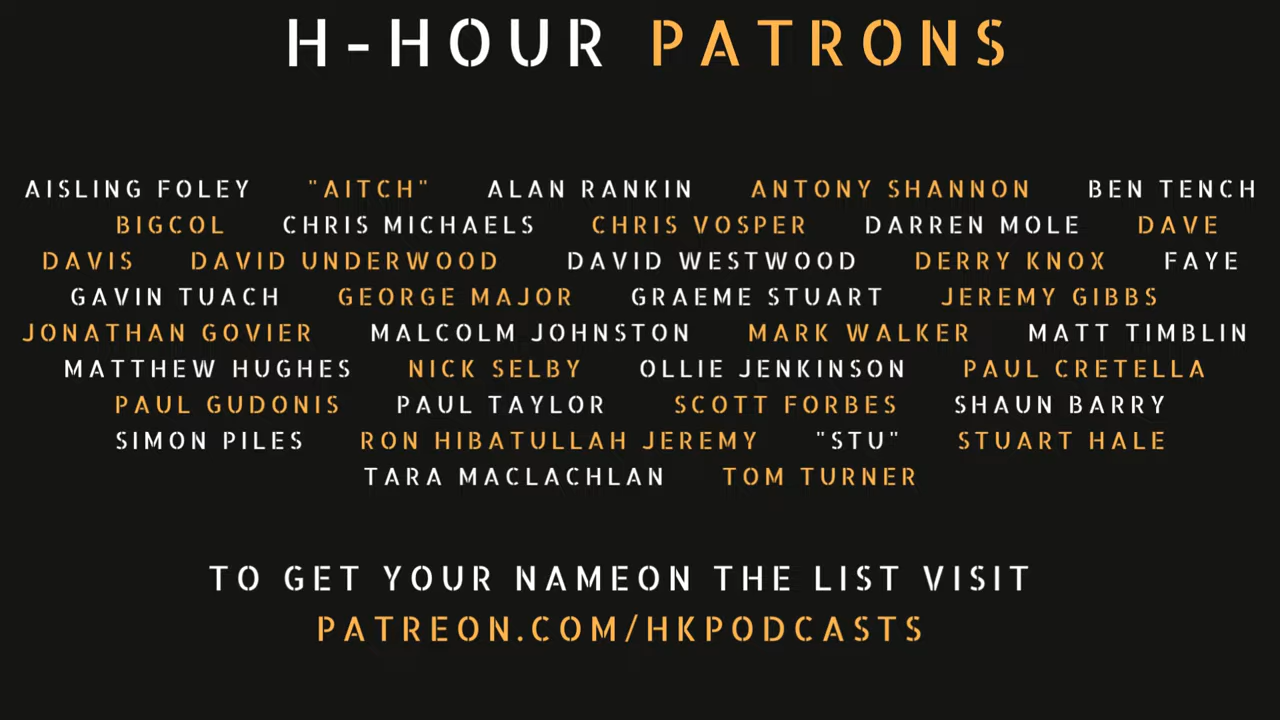 H-HOUR PATRONS
AISLING FOLEY "AITCH" ALAN RANKIN ANTONY SHANNON BEN TENCH
BIGCOL CHRIS MICHAELS CHRIS VOSPER DARREN MOLE DAVE
DAVIS DAVID UNDERWOOD DAVID WESTWOOD DERRY KNOX FAYE
GAVIN TUACH GEORGE MAJOR GRAEME STUART JEREMY GIBBS
JONATHAN GOVIER MALCOLM JOHNSTON MARK WALKER MATT TIMBLIN
MATTHEW HUGHES NICK SELBY OLLIE JENKINSON PAUL CRETELLA
PAUL GUDONIS PAUL TAYLOR SCOTT FORBES SHAUN BARRY
SIMON PILES RON HIBATULLAH JEREMY "STU" STUART HALE
TARA MACLACHLAN TOM TURNER
TO GET YOUR NAMEON THE LIST VISIT
PATREON.COM/HKPODCASTS